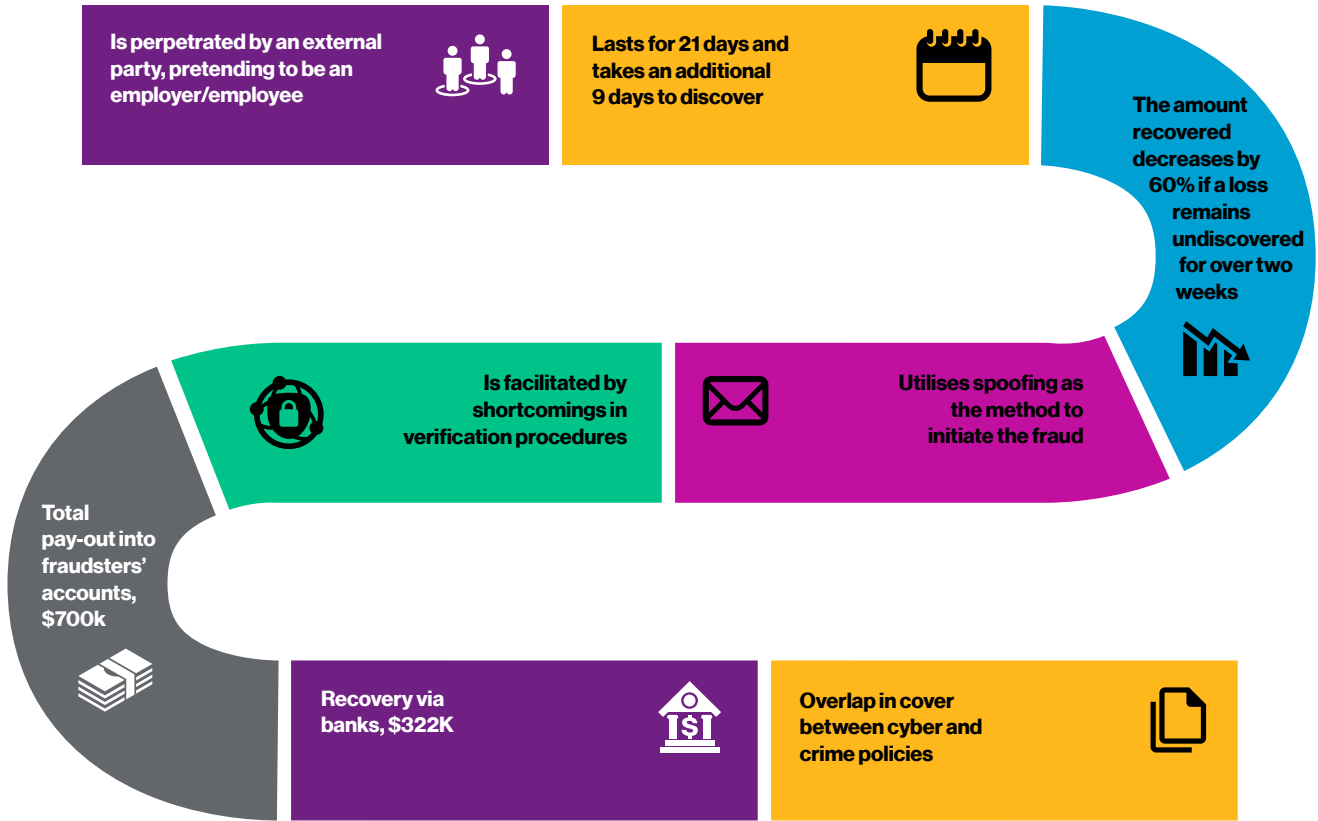 Is perpetrated by an external
party, pretending to be an
employer/employee
Lasts for 21 days and
takes an additional
9 days to discover
The amount
recovered
decreases by
60% if a loss
remains
undiscovered
for over two
weeks
Utilises spoofing as
the method to
initiate the fraud
Is facilitated by
shortcomings in
verification procedures
Total
pay-out into
fraudsters’
accounts,
$700k
Recovery via
banks, $322K
$
Overlap in cover
between cyber and
crime policies